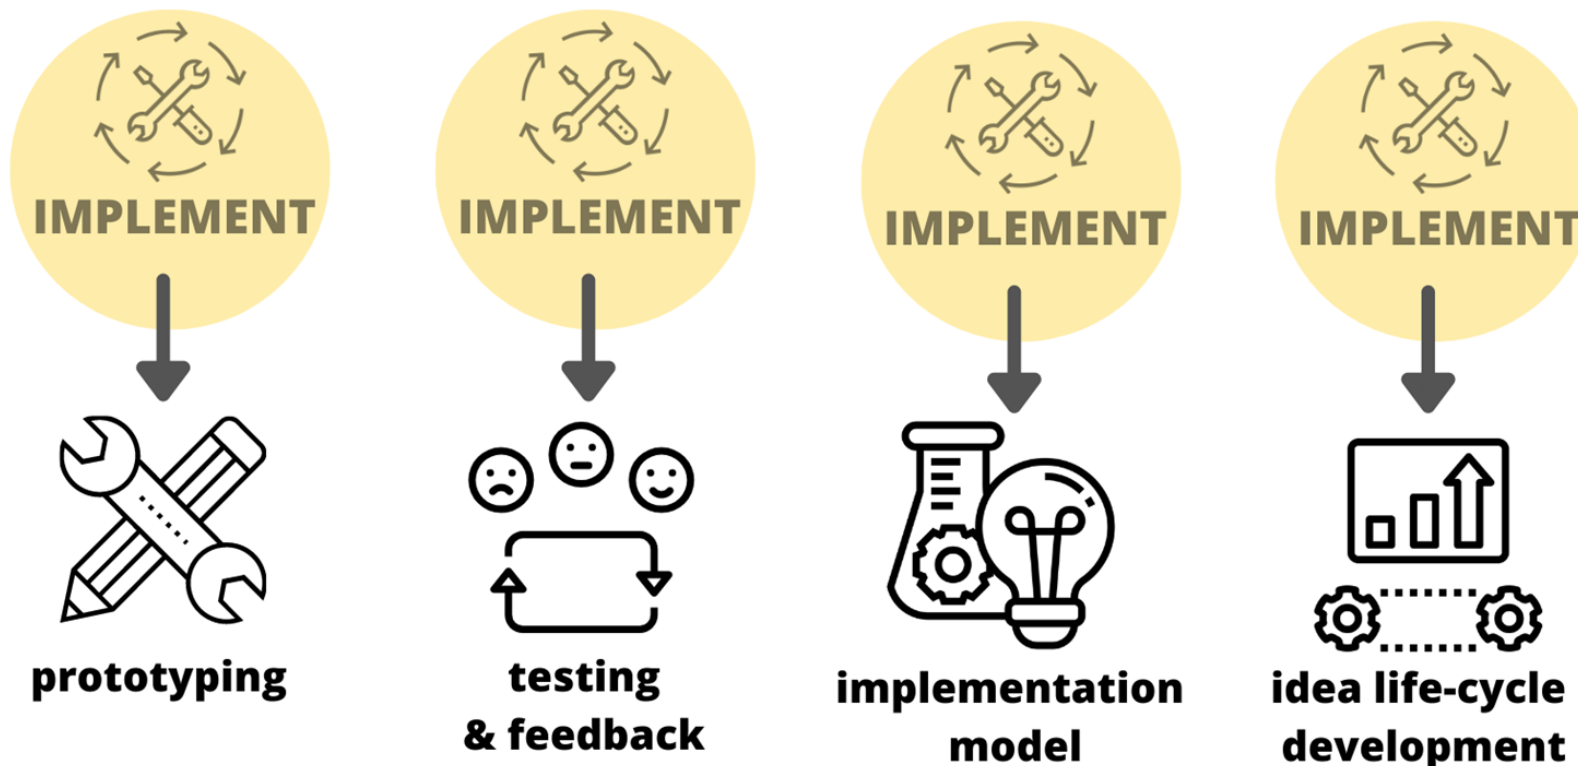 IMPLEMENT
IMPLEMENT
IMPLEMENT
IMPLEMENT
prototyping
testing
& feedback
implementation
model
idea life-cycle
development